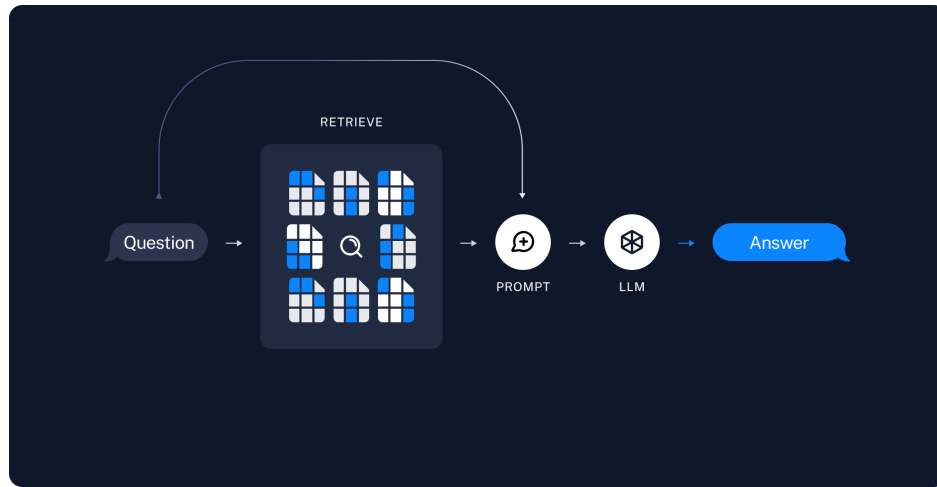 RETRIEVE
Question
Answer
PROMPT
LLM